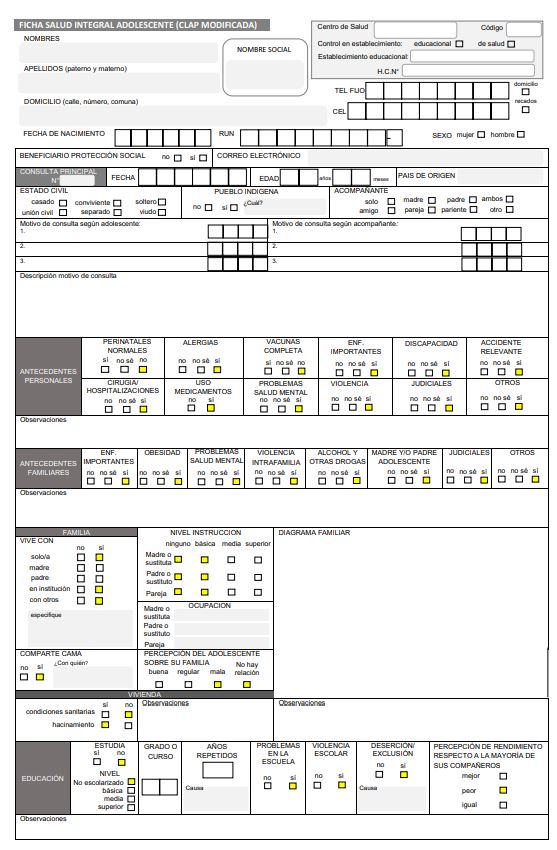 FICHA SALUD INTEGRAL ADOLESCENTE (CLAP MODIFICADA)
NOMBRES
NOMBRE SOCIAL
Centro de Salud
Código
Control en establecimiento: educacional de salud
Establecimiento educacional:
H.C.N°
APELLIDOS (paterno y materno)
TEL FIJO
domicilio
DOMICILIO (calle, número, comuna)
CEL
recados
FECHA DE NACIMIENTO RUN - SEXO mujer hombre
BENEFICIARIO PROTECCIÓN SOCIAL no sí CORREO ELECTRÓNICO
CONSULTA PRINCIPAL
N° FECHA EDAD años meses PAIS DE ORIGEN
ESTADO CIVIL PUEBLO INDIGENA ACOMPAÑANTE
casado conviviente soltero
unión civil separado viudo
no sí ¿Cuál?
solo madre padre ambos
amigo pareja pariente otro
Motivo de consulta según adolescente: Motivo de consulta según acompañante:
1. 1.
2. 2.
3. 3.
Descripción motivo de consulta
ANTECEDENTES PERSONALES
PERINATALES NORMALES
sí no sé no
ALERGIAS
no no sé sí
VACUNAS COMPLETA
sí no sé no
ENF. IMPORTANTES
no no sé sí
DISCAPACIDAD
no no sé sí
ACCIDENTE RELEVANTE
no no sé sí
CIRUGIA/ HOSPITALIZACIONES
no no sé sí
USO MEDICAMENTOS
no sí
PROBLEMAS SALUD MENTAL
no no sé sí
VIOLENCIA
no no sé sí
JUDICIALES
no no sé sí
OTROS
no no sé sí
Observaciones
ANTECEDENTES FAMILIARES
ENF. IMPORTANTES
no no sé sí
OBESIDAD
no no sé sí
PROBLEMAS SALUD MENTAL
no no sé sí
VIOLENCIA INTRAFAMILIA
no no sé sí
ALCOHOL Y OTRAS DROGAS
no no sé sí
MADRE Y/O PADRE ADOLESCENTE
no no sé sí
JUDICIALES
no no sé sí
OTROS
no no sé sí
Observaciones
FAMILIA
VIVE CON no sí
solo/a
madre
padre
en institución
con otros
especifique
NIVEL INSTRUCCION
ninguno básica media superior
Madre o sustituta
Padre o sustituto
Pareja
OCUPACION
Madre o sustituta
Padre o sustituto
Pareja
DIAGRAMA FAMILIAR
COMPARTE CAMA
no sí ¿Con quién?
PERCEPCIÓN DEL ADOLESCENTE
SOBRE SU FAMILIA
buena regular mala No hay relación
VIVIENDA
sí no
condiciones sanitarias
hacinamiento
Observaciones
Observaciones
EDUCACIÓN
ESTUDIA
sí no
NIVEL
No escolarizado
básica
media
superior
GRADO O CURSO
AÑOS REPETIDOS
Causa
PROBLEMAS EN LA ESCUELA
no sí
VIOLENCIA ESCOLAR
no sí
DESERCIÓN/ EXCLUSIÓN
no sí
Causa
PERCEPCIÓN DE RENDIMIENTO
RESPECTO A LA MAYORÍA DE
SUS COMPAÑEROS
mejor
peor
igual
Observaciones